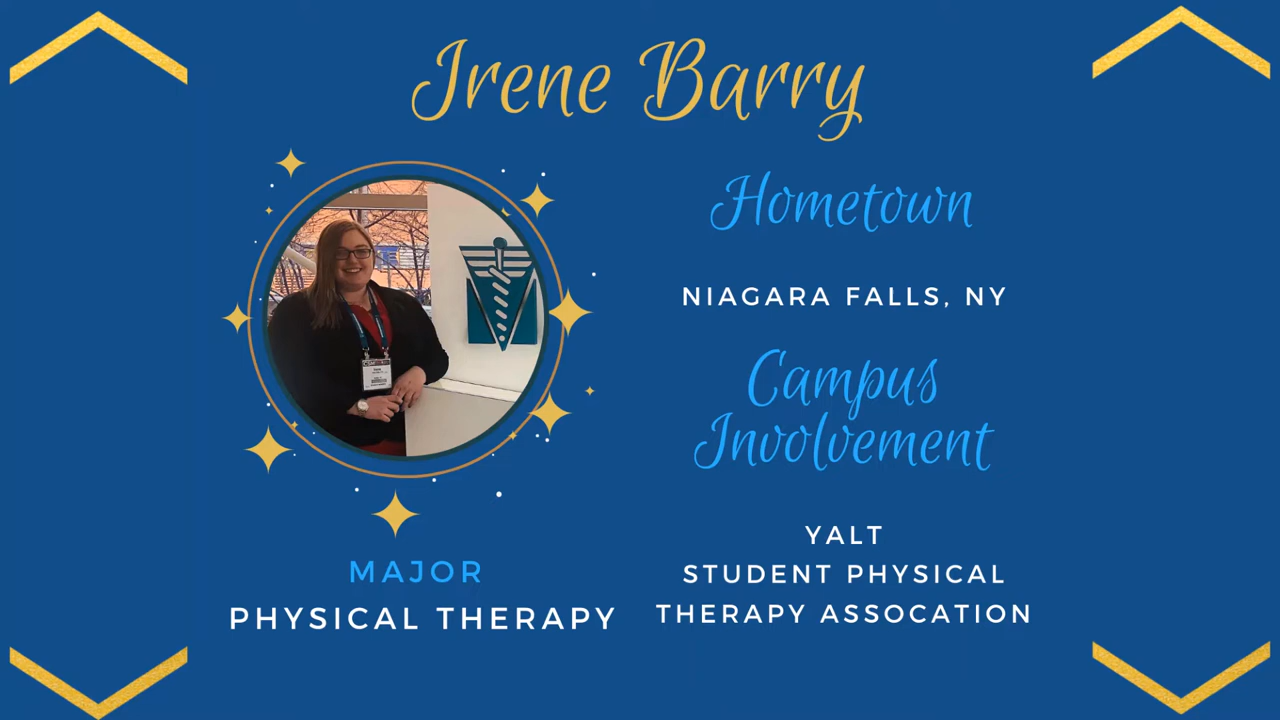 Irene Barry
Hometown
NIAGARA FALLS, NY
Campus
Involvement
YALT
STUDENT PHYSICAL
THERAPY ASSOCATION
MAJOR
PHYSICAL THERAPY